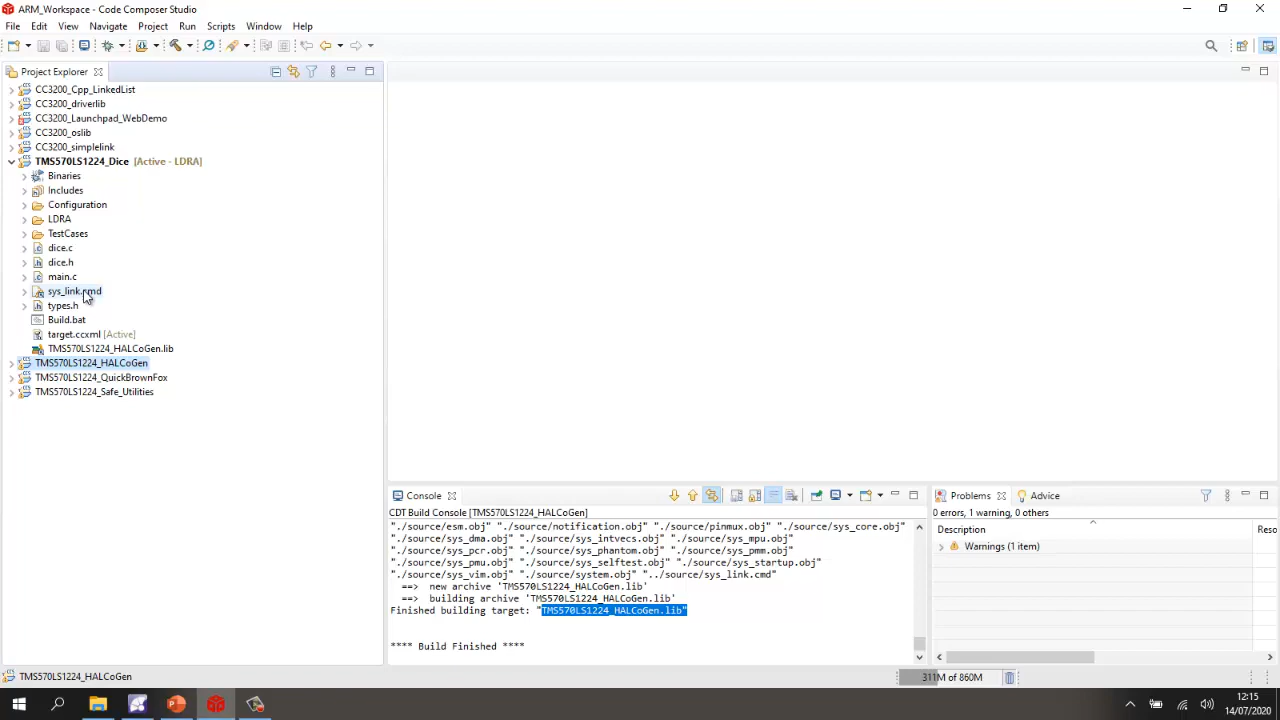 ARM_Workspace - Code Composer Studio
File Edit View Navigate Project Run Scripts Window Help
Project Explorer
CC3200_Cpp_LinkedList
CC3200_driverlib
CC3200_Launchpad_WebDemo
CC3200_oslib
CC3200_simplelink
TMS570LS1224_Dice [Active - LDRA]
Binaries
Includes
Configuration
LDRA
TestCases
dice.c
dice.h
main.c
sys_link.cmd
types.h
Build.bat
target.ccxml [Active]
TMS570LS1224_HALCoGen.lib
TMS570LS1224_HALCoGen
TMS570LS1224_QuickBrownFox
TMS570LS1224_Safe_Utilities
Console
CDT Build Console [TMS570LS1224_HALCoGen]
"./source/esm.obj" "./source/notification.obj" "./source/pinmux.obj" "./source/sys_core.obj"
"./source/sys_dma.obj" "./source/sys_intvecs.obj" "./source/sys_mpu.obj"
"./source/sys_pcr.obj" "./source/sys_phantom.obj" "./source/sys_pmm.obj"
"./source/sys_pmu.obj" "./source/sys_selftest.obj" "./source/sys_startup.obj"
"./source/sys_vim.obj" "./source/system.obj" "../source/sys_link.cmd"
==> new archive 'TMS570LS1224_HALCoGen.lib'
==> building archive 'TMS570LS1224_HALCoGen.lib'
Finished building target: "TMS570LS1224_HALCoGen.lib"
**** Build Finished ****
Problems Advice
0 errors, 1 warning, 0 others
Description Reso
Warnings (1 item)
TMS570LS1224_HALCoGen
311M of 860M
12:15
14/07/2020